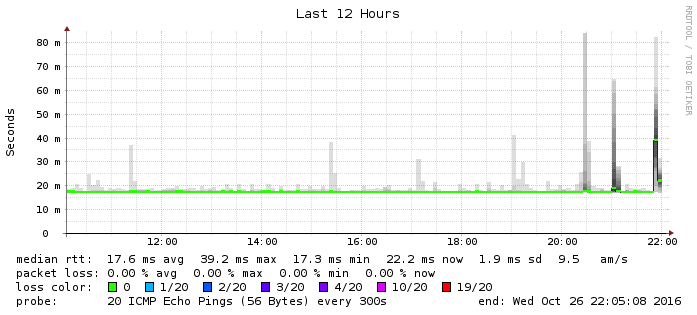 Last 12 Hours
RRDTOOL / TOBI OETIKER
Seconds
80 m
70 m
60 m
50 m
40 m
30 m
20 m
10 m
0
12:00 14:00 16:00 18:00 20:00 22:00
median rtt: 17.6 ms avg 39.2 ms max 17.3 ms min 22.2 ms now 1.9 ms sd 9.5 am/s
packet loss: 0.00 % avg 0.00 % max 0.00 % min 0.00 % now
loss color: 0 1/20 2/20 3/20 4/20 10/20 19/20
probe: 20 ICMP Echo Pings (56 Bytes) every 300s end: Wed Oct 26 22:05:08 2016